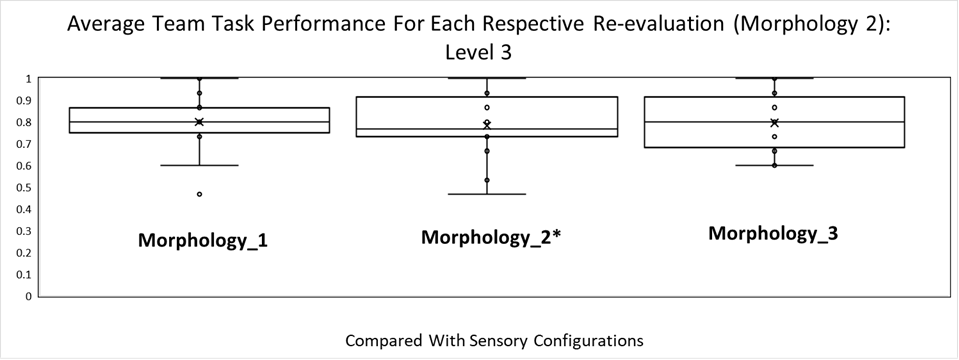 Average Team Task Performance For Each Respective Re-evaluation (Morphology 2):
Level 3
1
0.9
0.8
0.7
0.6
0.5
0.4
0.3
0.2
0.1
0
Morphology_1
Morphology_2*
Morphology_3
Compared With Sensory Configurations